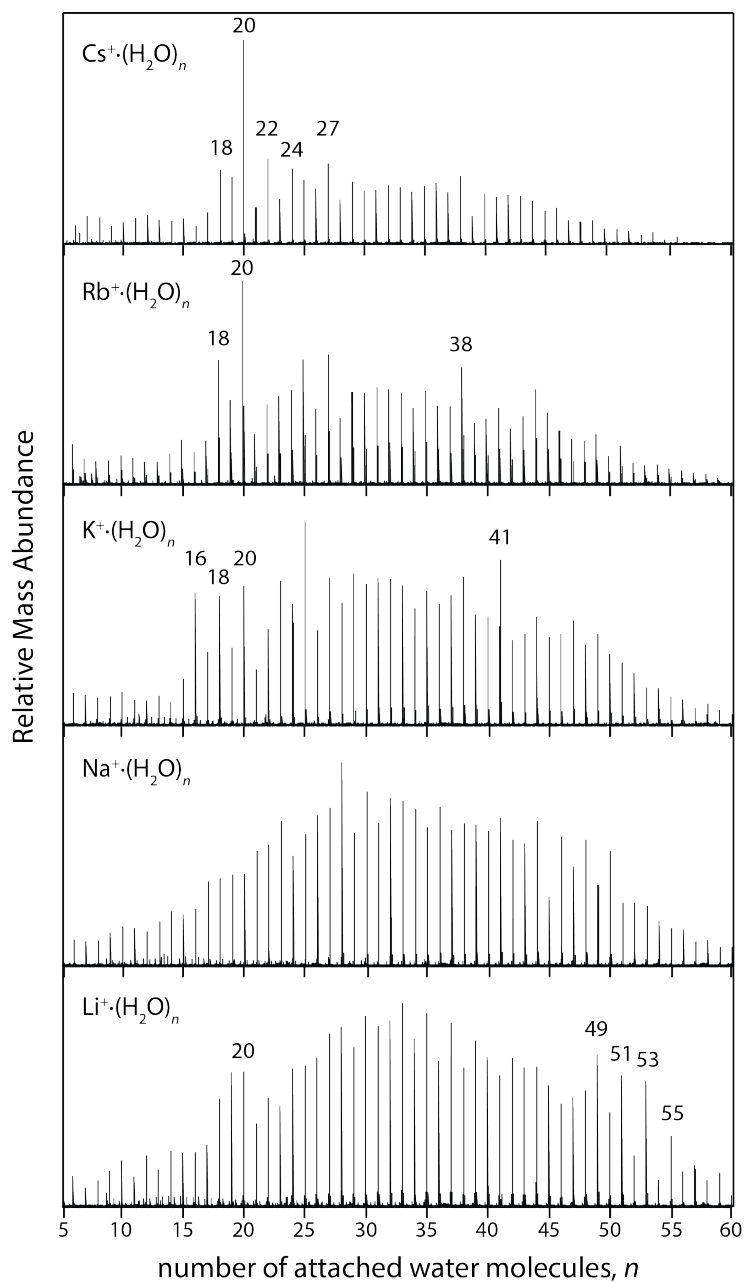 20
Cs⁺·(H₂O)ₙ
22
27
18
24
20
Rb⁺·(H₂O)ₙ
18
38
K⁺·(H₂O)ₙ
41
16
20
18
Relative Mass Abundance
Na⁺·(H₂O)ₙ
Li⁺·(H₂O)ₙ
49
20
51
53
55
5 10 15 20 25 30 35 40 45 50 55 60
number of attached water molecules, n